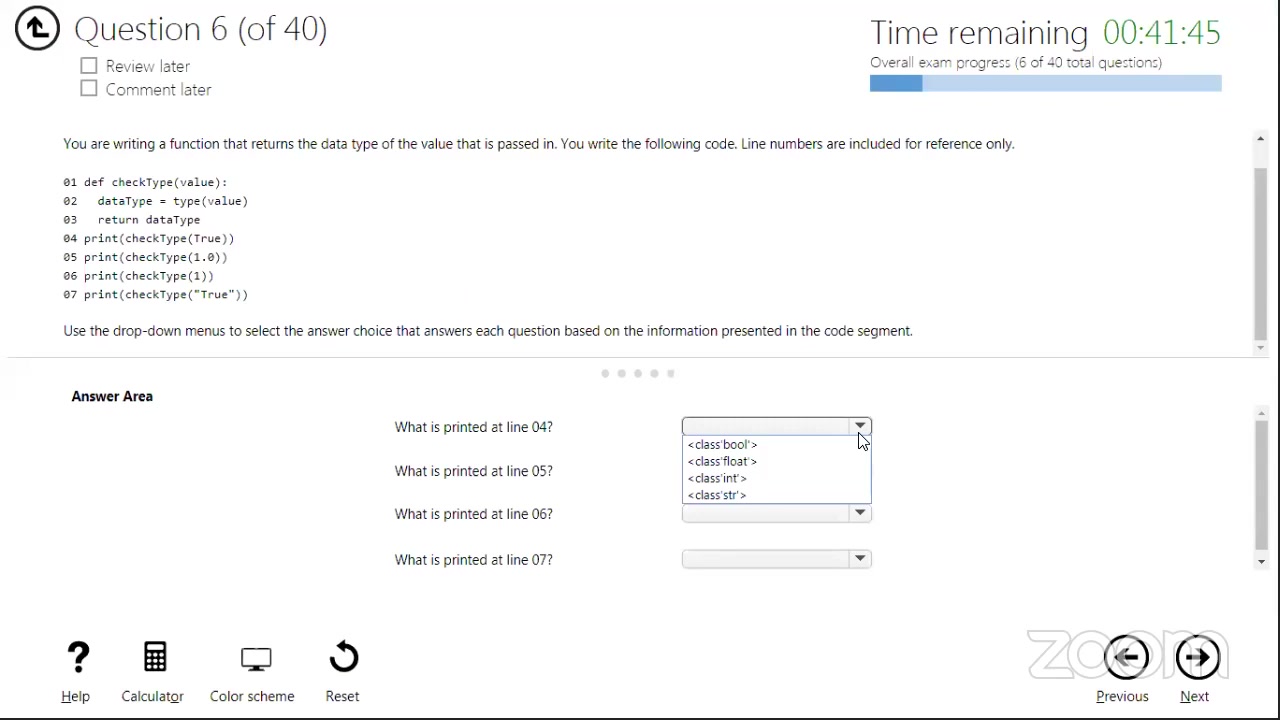 Question 6 (of 40)
Time remaining 00:41:45
Review later
Overall exam progress (6 of 40 total questions)
Comment later
You are writing a function that returns the data type of the value that is passed in. You write the following code. Line numbers are included for reference only.
01 def checkType(value):
02   dataType = type(value)
03   return dataType
04 print(checkType(True))
05 print(checkType(1.0))
06 print(checkType(1))
07 print(checkType("True"))
Use the drop-down menus to select the answer choice that answers each question based on the information presented in the code segment.
Answer Area
What is printed at line 04?
<class'bool'>
<class'float'>
What is printed at line 05?
<class'int'>
<class'str'>
What is printed at line 06?
What is printed at line 07?
zoom
? Help
Calculator
Color scheme
Reset
Previous
Next